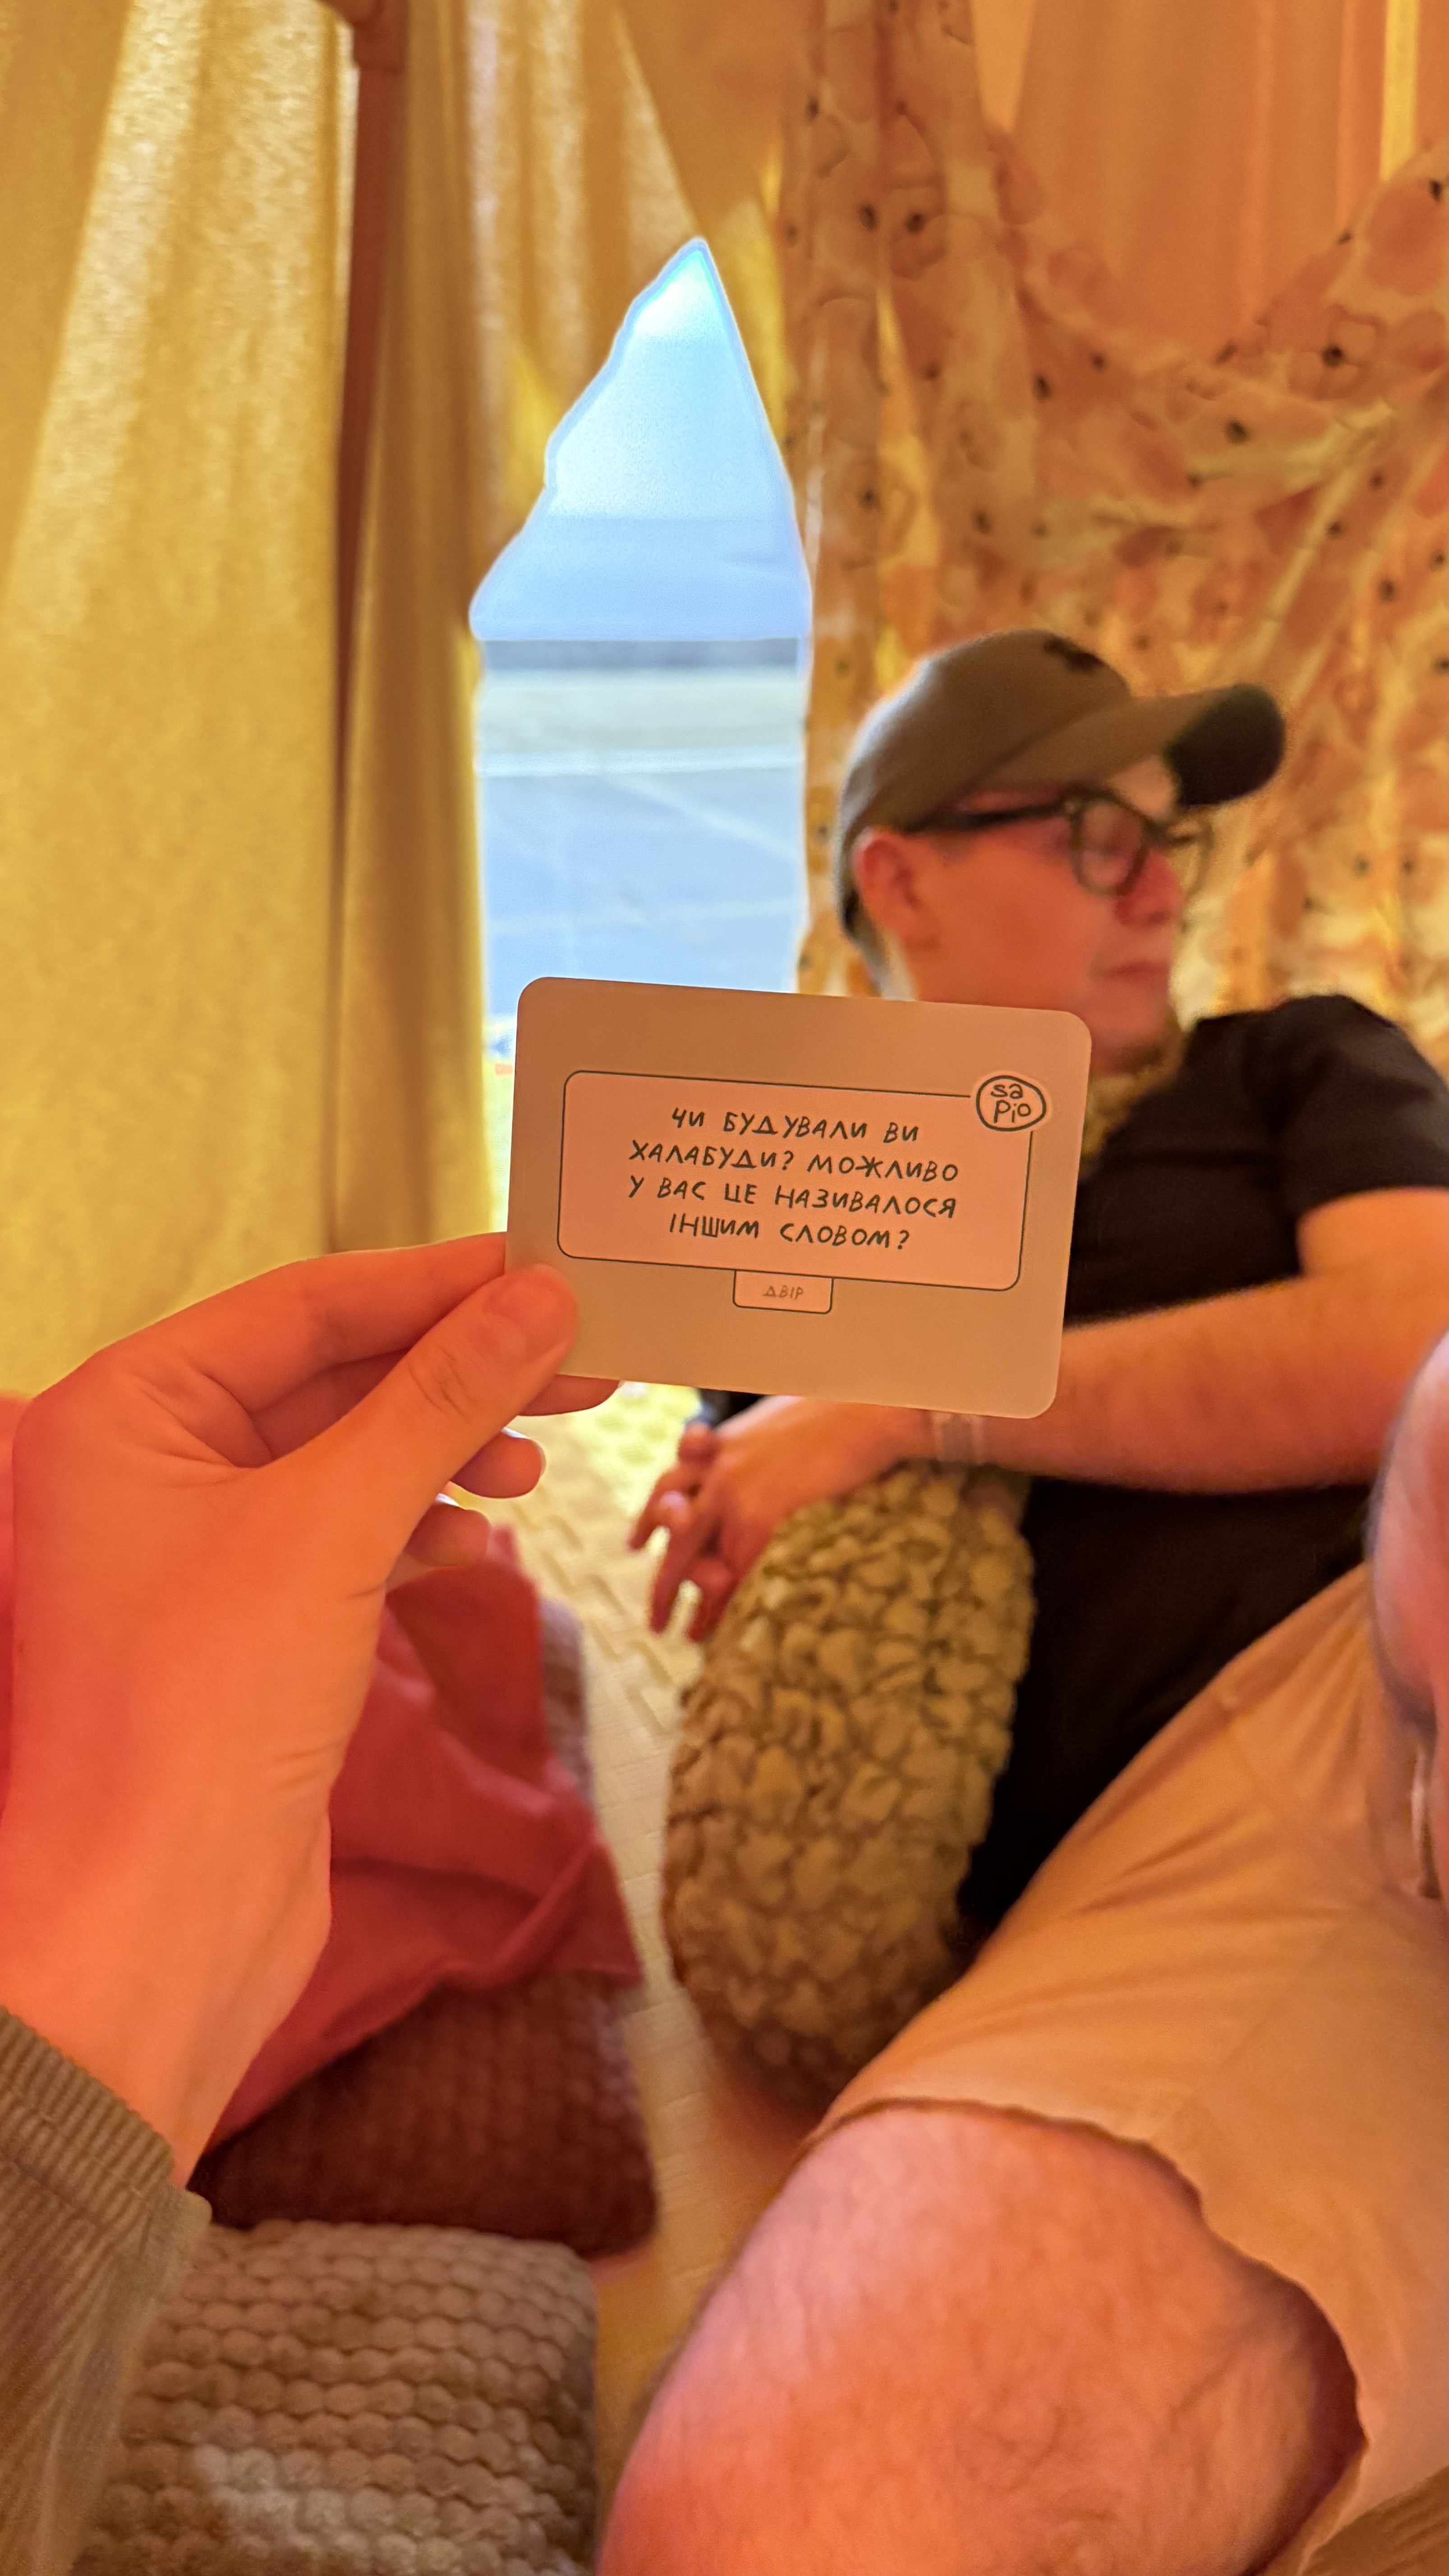 sa
pio
ЧИ БУДУВАЛИ ВИ
ХАЛАБУДИ? МОЖЛИВО
У ВАС ЦЕ НАЗИВАЛОСЯ
ІНШИМ СЛОВОМ?
ДВІР